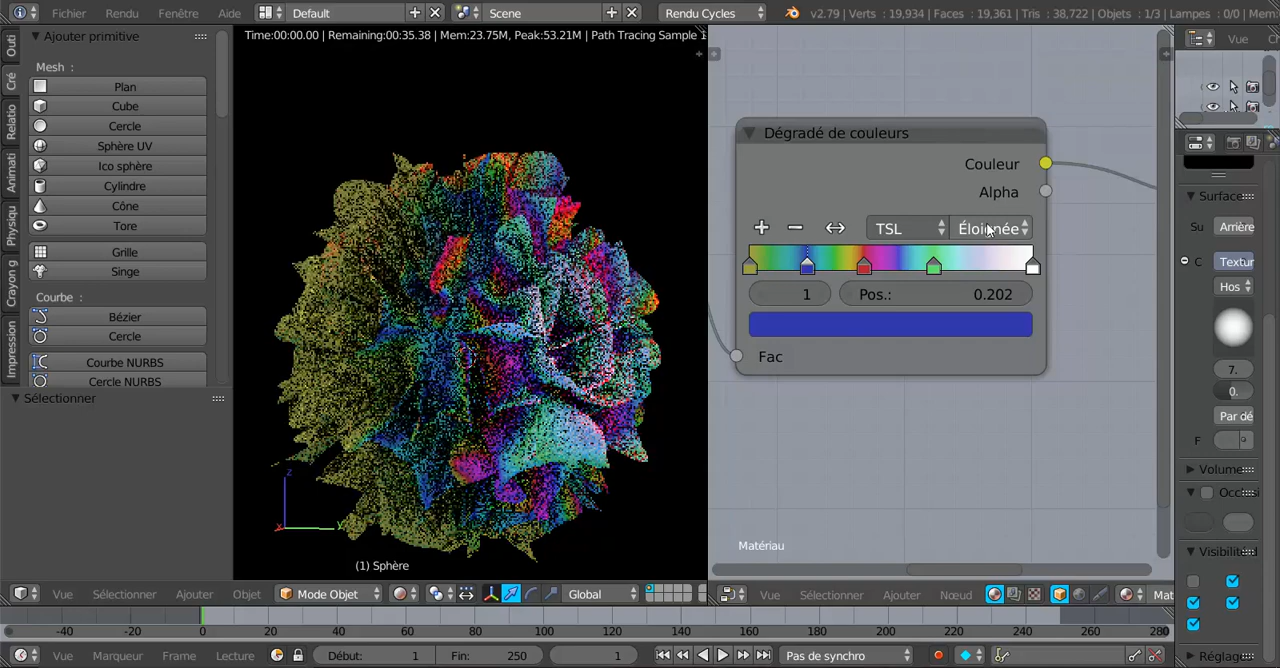 Fichier Rendu Fenêtre Aide Default Scene Rendu Cycles v2.79 | Verts : 19,934 | Faces : 19,361 | Tris : 38,722 | Objets : 1/3 | Lampes : 0/0 | Mem:
Outi
Cré
Relatio
Animati
Physiqu
Crayon g
Impression
Ajouter primitive
Mesh :
Plan
Cube
Cercle
Sphère UV
Ico sphère
Cylindre
Cône
Tore
Grille
Singe
Courbe :
Bézier
Cercle
Courbe NURBS
Cercle NURBS
Sélectionner
Time:00:00.00 | Remaining:00:35.38 | Mem:23.75M, Peak:53.21M | Path Tracing Sample 1
z
x
y
(1) Sphère
Dégradé de couleurs
Couleur
Alpha
TSL Éloignée
1 Pos.: 0.202
Fac
Matériau
Vue
Surface
Su Arrière
C Textur
Hos
7.
0.
Par dé
F
Volume
Occ
Visibilité
Réglage
Vue Sélectionner Ajouter Objet Mode Objet Global
Vue Sélectionner Ajouter Nœud Mat
-40 -20 0 20 40 60 80 100 120 140 160 180 200 220 240 260 280
Vue Marqueur Frame Lecture Début: 1 Fin: 250 1 Pas de synchro